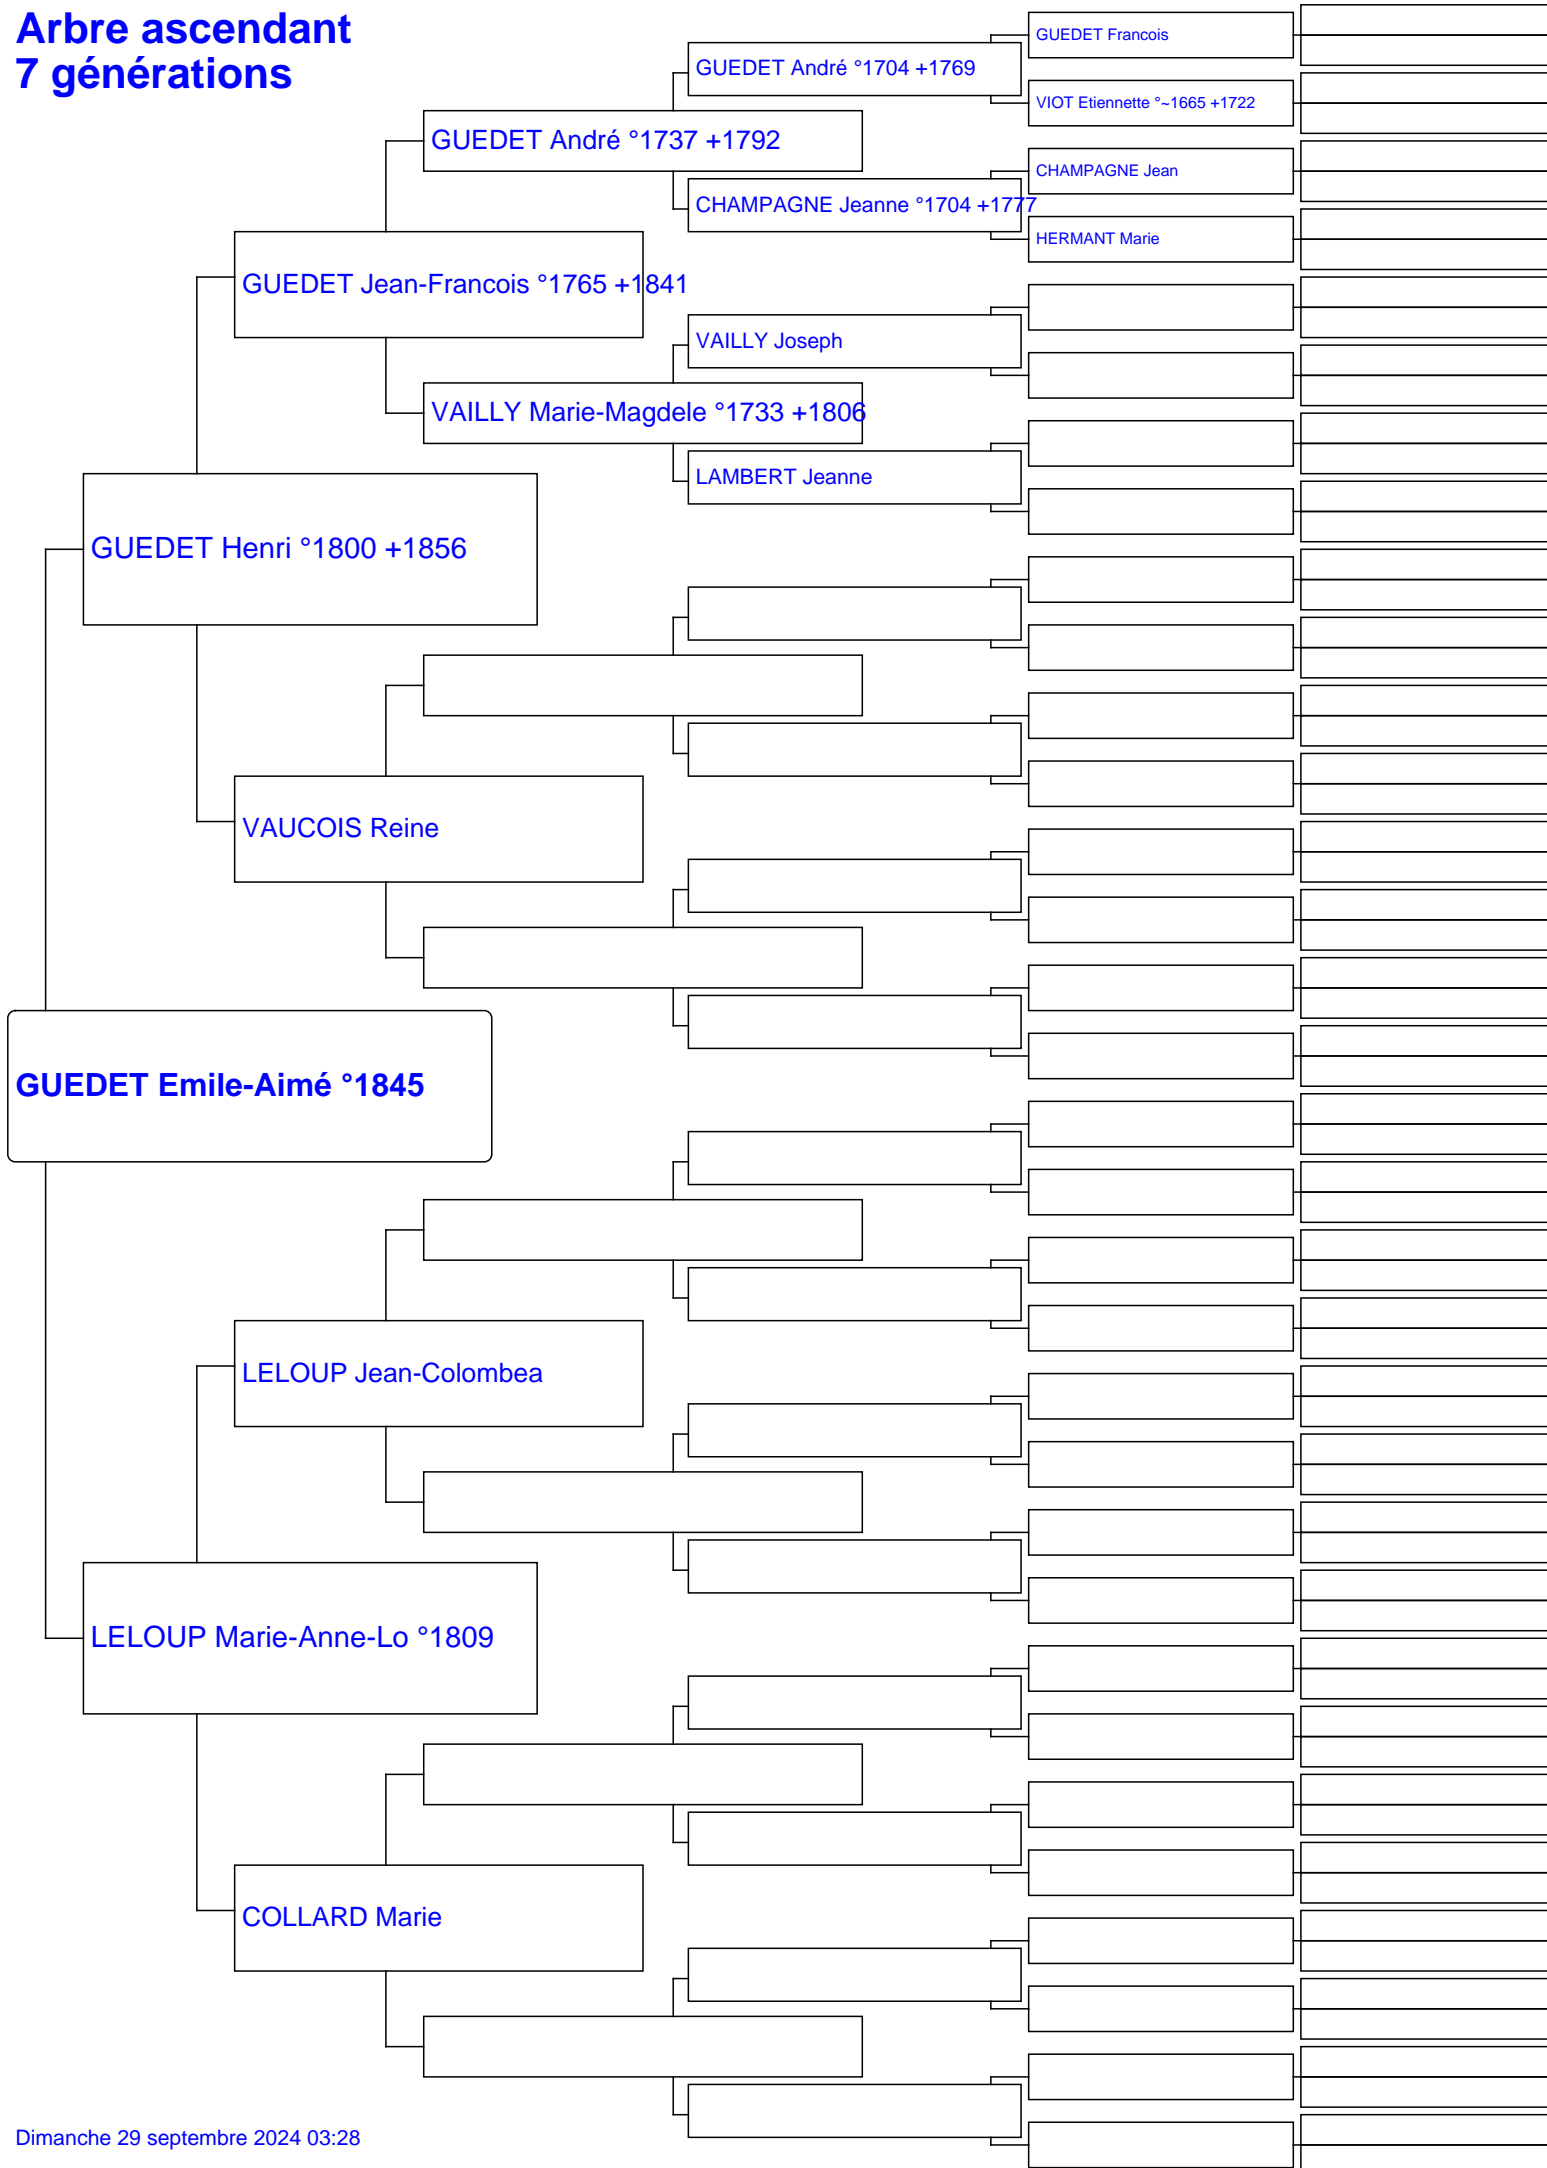 Arbre ascendant
7 générations
GUEDET Francois
GUEDET André °1704 +1769
VIOT Etiennette °~1665 +1722
GUEDET André °1737 +1792
CHAMPAGNE Jean
CHAMPAGNE Jeanne °1704 +1777
HERMANT Marie
GUEDET Jean-Francois °1765 +1841
VAILLY Joseph
VAILLY Marie-Magdele °1733 +1806
LAMBERT Jeanne
GUEDET Henri °1800 +1856
VAUCOIS Reine
GUEDET Emile-Aimé °1845
LELOUP Jean-Colombea
LELOUP Marie-Anne-Lo °1809
COLLARD Marie
Dimanche 29 septembre 2024 03:28